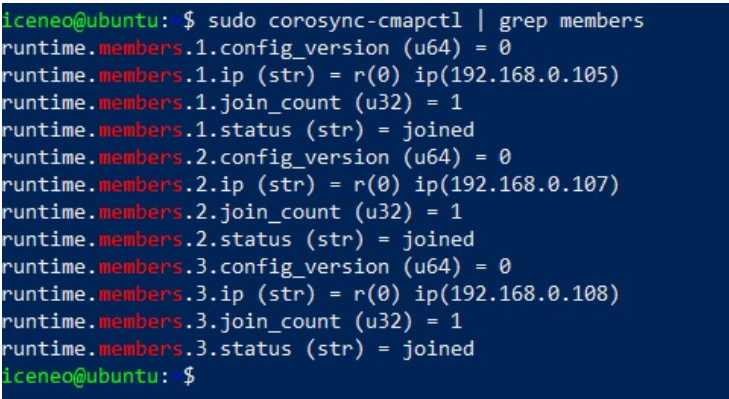 iceneo@ubuntu:~$ sudo corosync-cmapctl | grep members
runtime.members.1.config_version (u64) = 0
runtime.members.1.ip (str) = r(0) ip(192.168.0.105)
runtime.members.1.join_count (u32) = 1
runtime.members.1.status (str) = joined
runtime.members.2.config_version (u64) = 0
runtime.members.2.ip (str) = r(0) ip(192.168.0.107)
runtime.members.2.join_count (u32) = 1
runtime.members.2.status (str) = joined
runtime.members.3.config_version (u64) = 0
runtime.members.3.ip (str) = r(0) ip(192.168.0.108)
runtime.members.3.join_count (u32) = 1
runtime.members.3.status (str) = joined
iceneo@ubuntu:~$